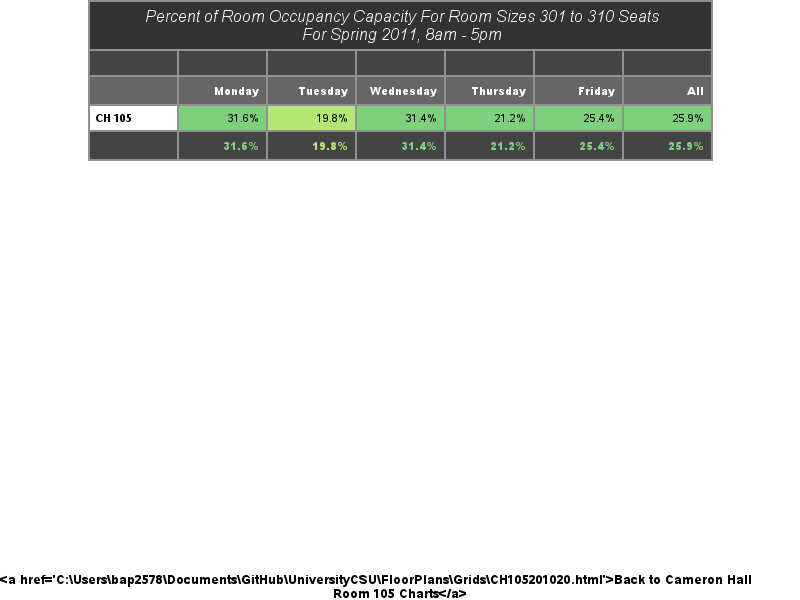 Percent of Room Occupancy Capacity For Room Sizes 301 to 310 Seats
For Spring 2011, 8am - 5pm
Monday Tuesday Wednesday Thursday Friday All
CH 105 31.6% 19.8% 31.4% 21.2% 25.4% 25.9%
31.6% 19.8% 31.4% 21.2% 25.4% 25.9%
<a href='C:\Users\bap2578\Documents\GitHub\UniversityCSU\FloorPlans\Grids\CH105201020.html'>Back to Cameron Hall
Room 105 Charts</a>